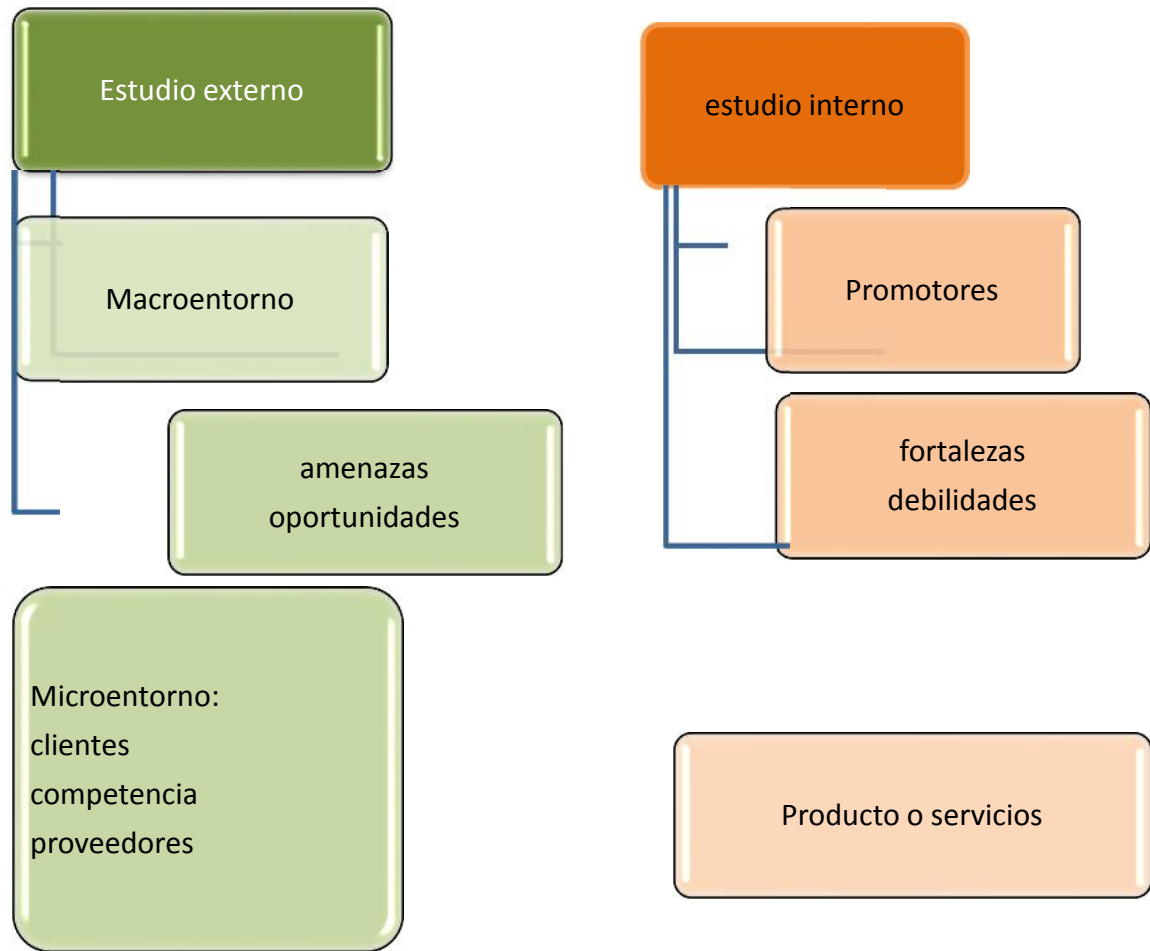 Estudio externo
Macroentorno
amenazas
oportunidades
Microentorno:
clientes
competencia
proveedores
estudio interno
Promotores
fortalezas
debilidades
Producto o servicios